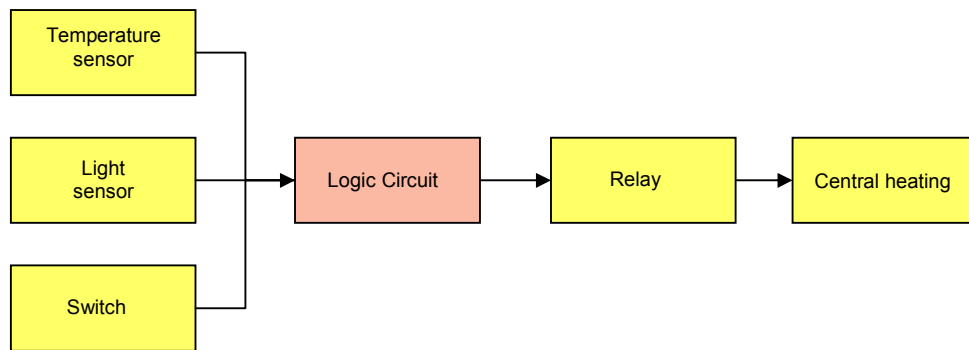 Temperature
sensor
Light
sensor
Switch
Logic Circuit
Relay
Central heating